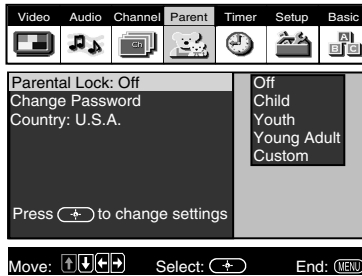 Video Audio Channel Parent Timer Setup Basic
Ch
A
B C
Parental Lock: Off
Change Password
Country: U.S.A.
Off
Child
Youth
Young Adult
Custom
Press to change settings
Move: Select: End: MENU